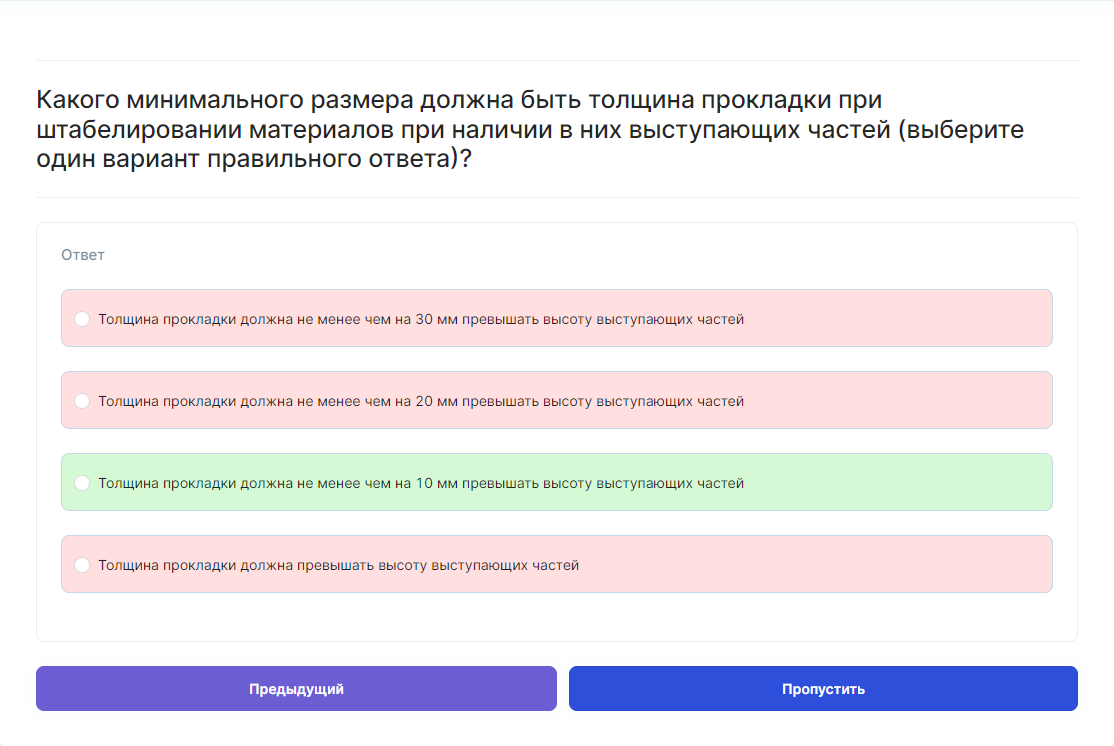 Какого минимального размера должна быть толщина прокладки при
штабелировании материалов при наличии в них выступающих частей (выберите
один вариант правильного ответа)?
Ответ
Толщина прокладки должна не менее чем на 30 мм превышать высоту выступающих частей
Толщина прокладки должна не менее чем на 20 мм превышать высоту выступающих частей
Толщина прокладки должна не менее чем на 10 мм превышать высоту выступающих частей
Толщина прокладки должна превышать высоту выступающих частей
Предыдущий
Пропустить